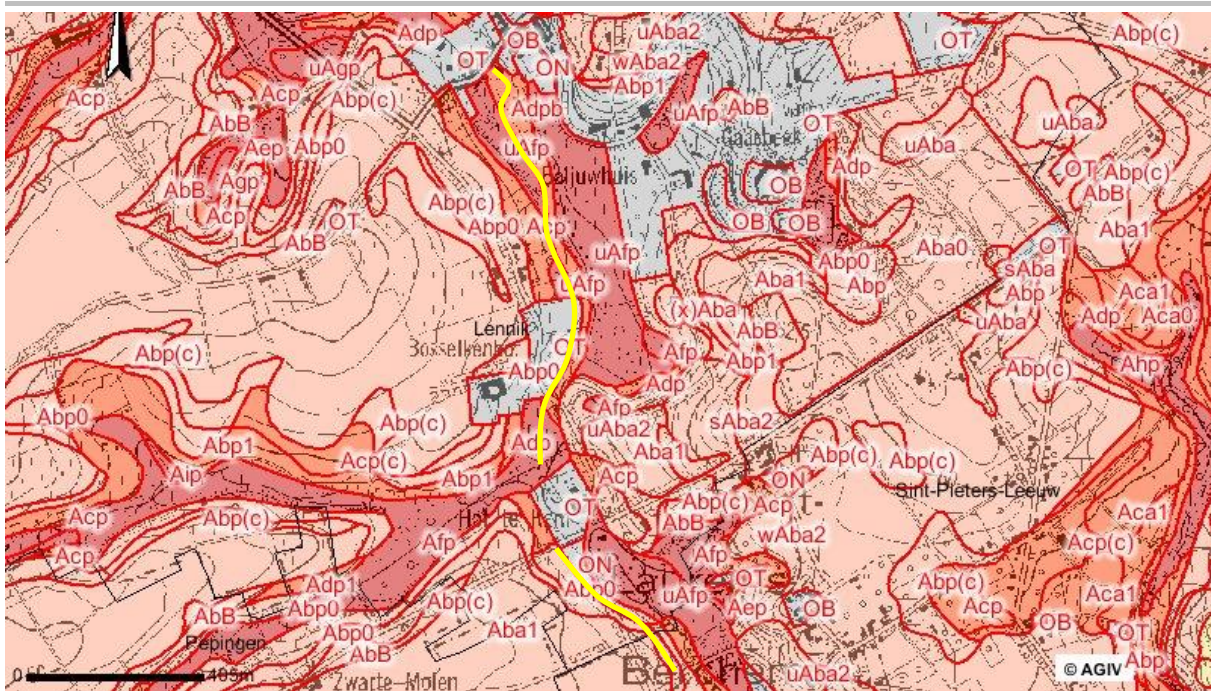 Adp
OT
OB
ON
uAba2
wAba2
Abp1
OT
Abp(c)
Acp
uAgp
Acp
Abp(c)
Adpb
uAfp
AbB
OT
uAba
AbB
Aep
Abp0
uAfp
Gaasbeek
Adp
uAba
OT
Abp(c)
AbB
Agp
Baljuwhuis
AbB
Acp
OT
Abp(c)
OB
Aba1
AbB
Abp0
Acp
OB
OB
Aba0
OT
uAfp
Abp0
sAba
Aba1
Abp
Abp
uAfp
(x)Aba
uAba
Aca1
Adp
Aca0
Lennik
AbB
Bosselkenho
OT
Abp(c)
Abp0
Afp
Abp1
Abp(c)
Ahp
Adp
Abp0
Abp(c)
Afp
uAba2
sAba2
Abp1
Adp
Aba1
Abp(c)
Abp(c)
Aip
Acp(c)
Abp1
Acp
ON
Sint-Pieters-Leeuw
Acp
Abp(c)
OT
Abp(c)
Acp
Aca1
AbB
wAba2
Acp(c)
Acp
Afp
ON
Afp
Adp1
Abp0
OT
Abp(c)
Abp0
Abp(c)
uAfp
Aep
OB
Acp
Aca1
AbB
Abp0
Aba1
OB
OT
Pepingen
AbB
Abp
0
405m
Zwarte-Molen
uAba2
© AGIV